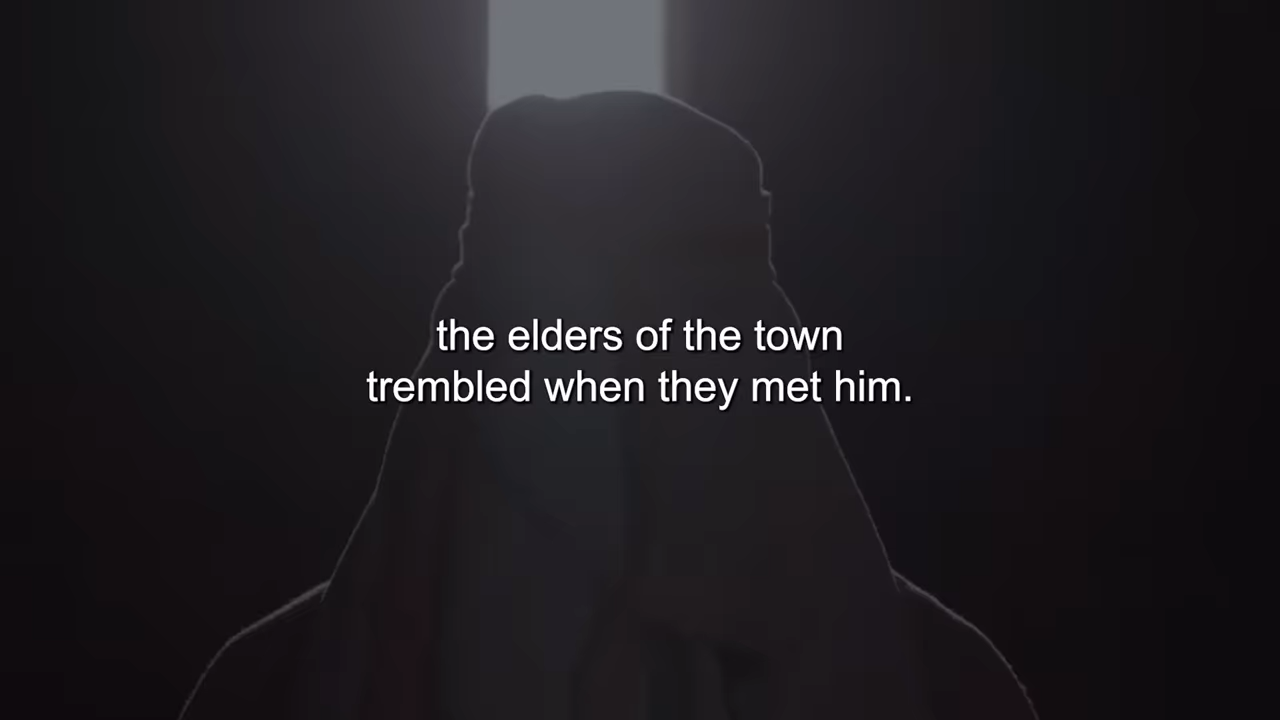 the elders of the town
trembled when they met him.